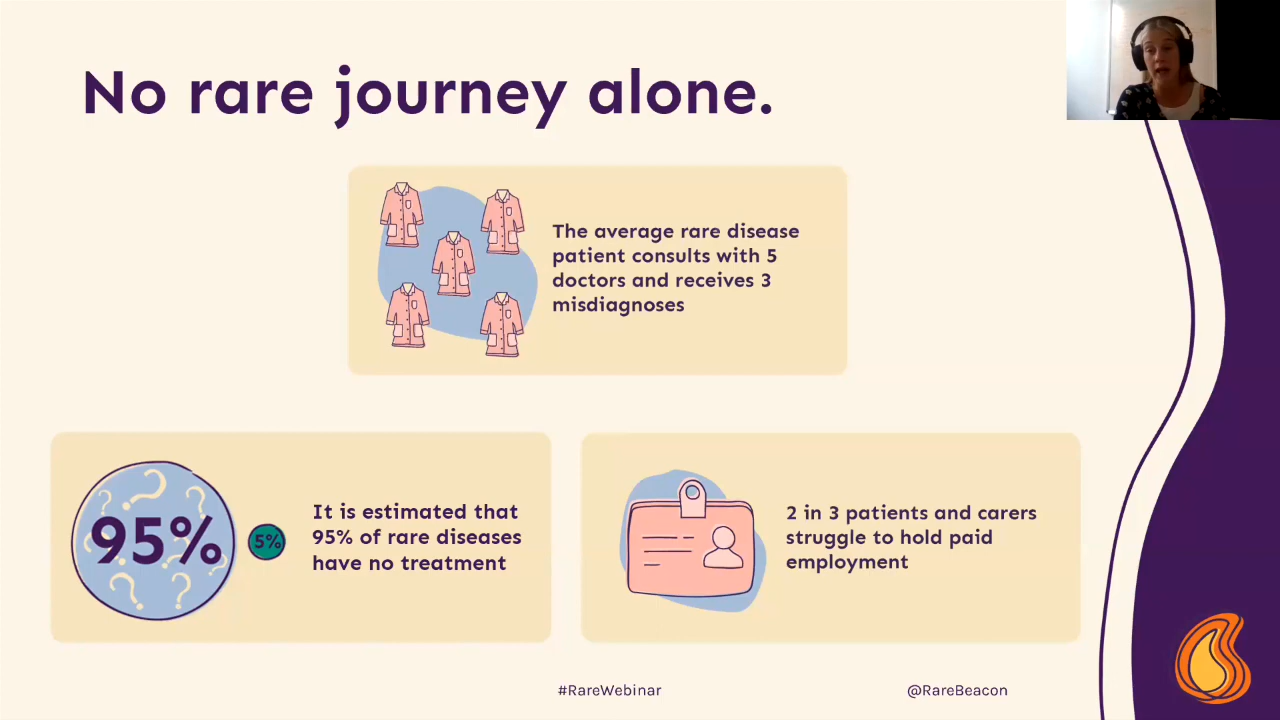 No rare journey alone.
The average rare disease
patient consults with 5
doctors and receives 3
misdiagnoses
95%
5%
It is estimated that
95% of rare diseases
have no treatment
2 in 3 patients and carers
struggle to hold paid
employment
#RareWebinar
@RareBeacon